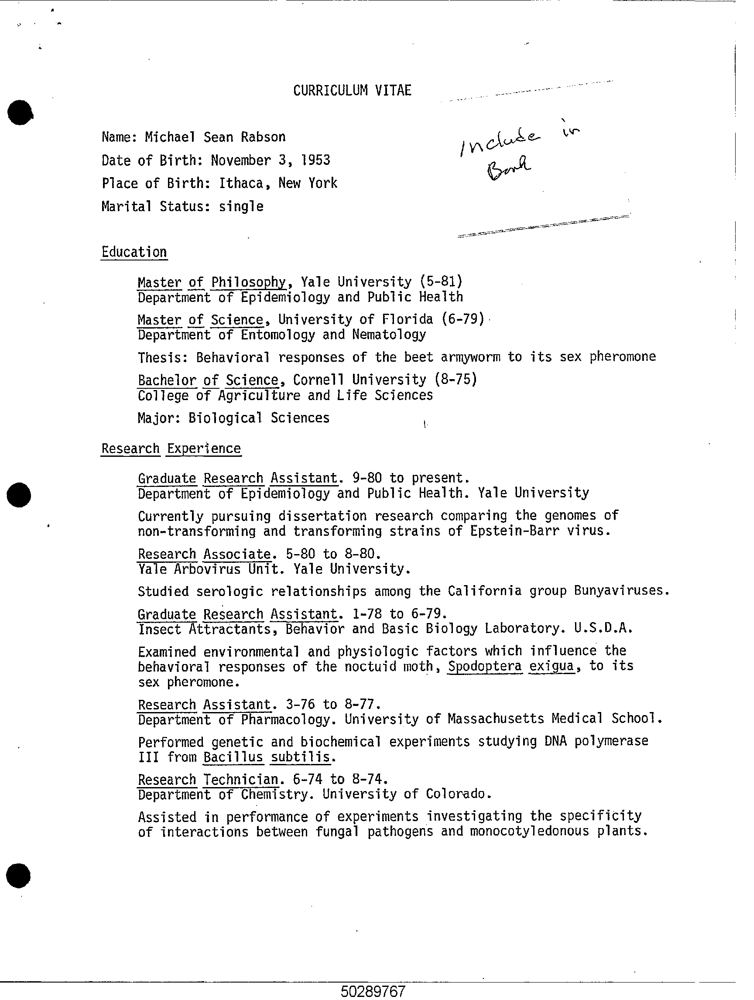 CURRICULUM VITAE
Include in
Name: Michael Sean Rabson
Date of Birth: November 3, 1953
Place of Birth: Ithaca, New York
Marital Status: single
Education
Master of Philosophy, Yale University (5-81)
Department of Epidemiology and Public Health
Master of Science, University of Florida (6-79)
Department of Entomology and Nematology
Thesis: Behavioral responses of the beet armyworm to its sex pheromone
Bachelor of Science, Cornell University (8-75)
College of Agriculture and Life Sciences
Major: Biological Sciences
Research Experience
Graduate Research Assistant. 9-80 to present.
Department of Epidemiology and Public Health. Yale University
Currently pursuing dissertation research comparing the genomes of
non-transforming and transforming strains of Epstein-Barr virus.
Research Associate. 5-80 to 8-80.
Yale Arbovirus Unit. Yale University.
Studied serologic relationships among the California group Bunyaviruses.
Graduate Research Assistant. 1-78 to 6-79.
Insect Attractants, Behavior and Basic Biology Laboratory. U.S.D.A.
Examined environmental and physiologic factors which influence the
behavioral responses of the noctuid moth, Spodoptera exigua, to its
sex pheromone.
Research Assistant. 3-76 to 8-77.
Department of Pharmacology. University of Massachusetts Medical School.
Performed genetic and biochemical experiments studying DNA polymerase
III from Bacillus subtilis.
Research Technician. 6-74 to 8-74.
Department of Chemistry. University of Colorado.
Assisted in performance of experiments investigating the specificity
of interactions between fungal pathogens and monocotyledonous plants.
50289767